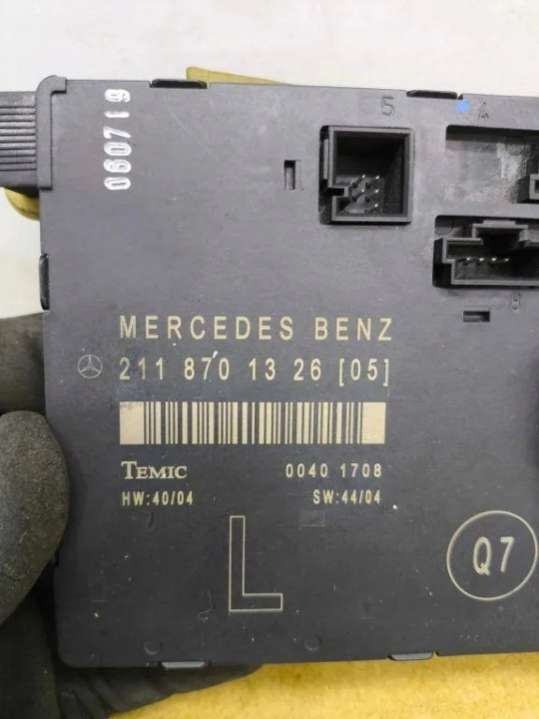 060719
5 4
MERCEDES BENZ
211 870 13 26 [05]
TEMIC 0040 1708
HW:40/04 SW:44/04
L
Q7